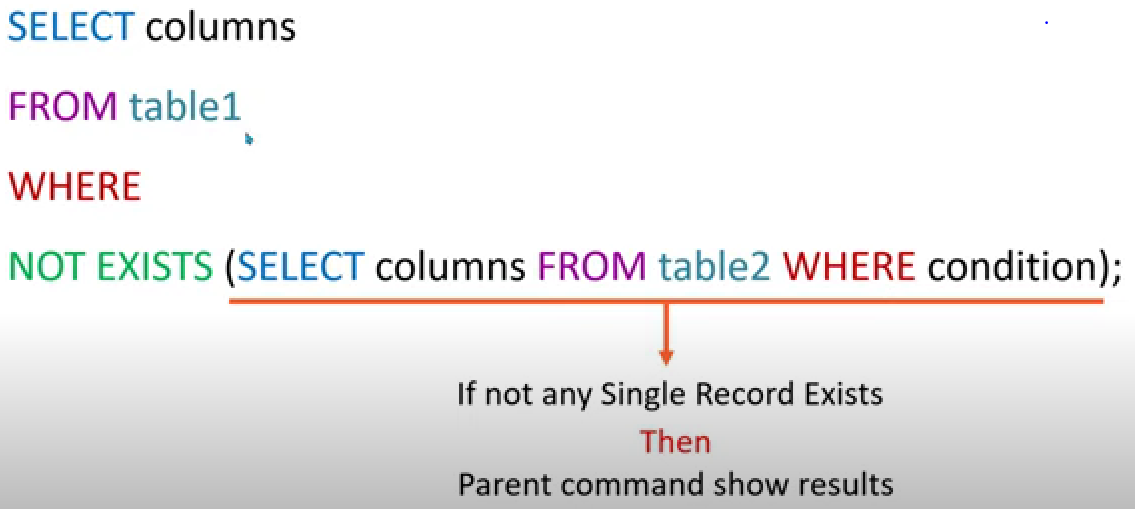 SELECT columns
FROM table1
WHERE
NOT EXISTS (SELECT columns FROM table2 WHERE condition);
If not any Single Record Exists
Then
Parent command show results